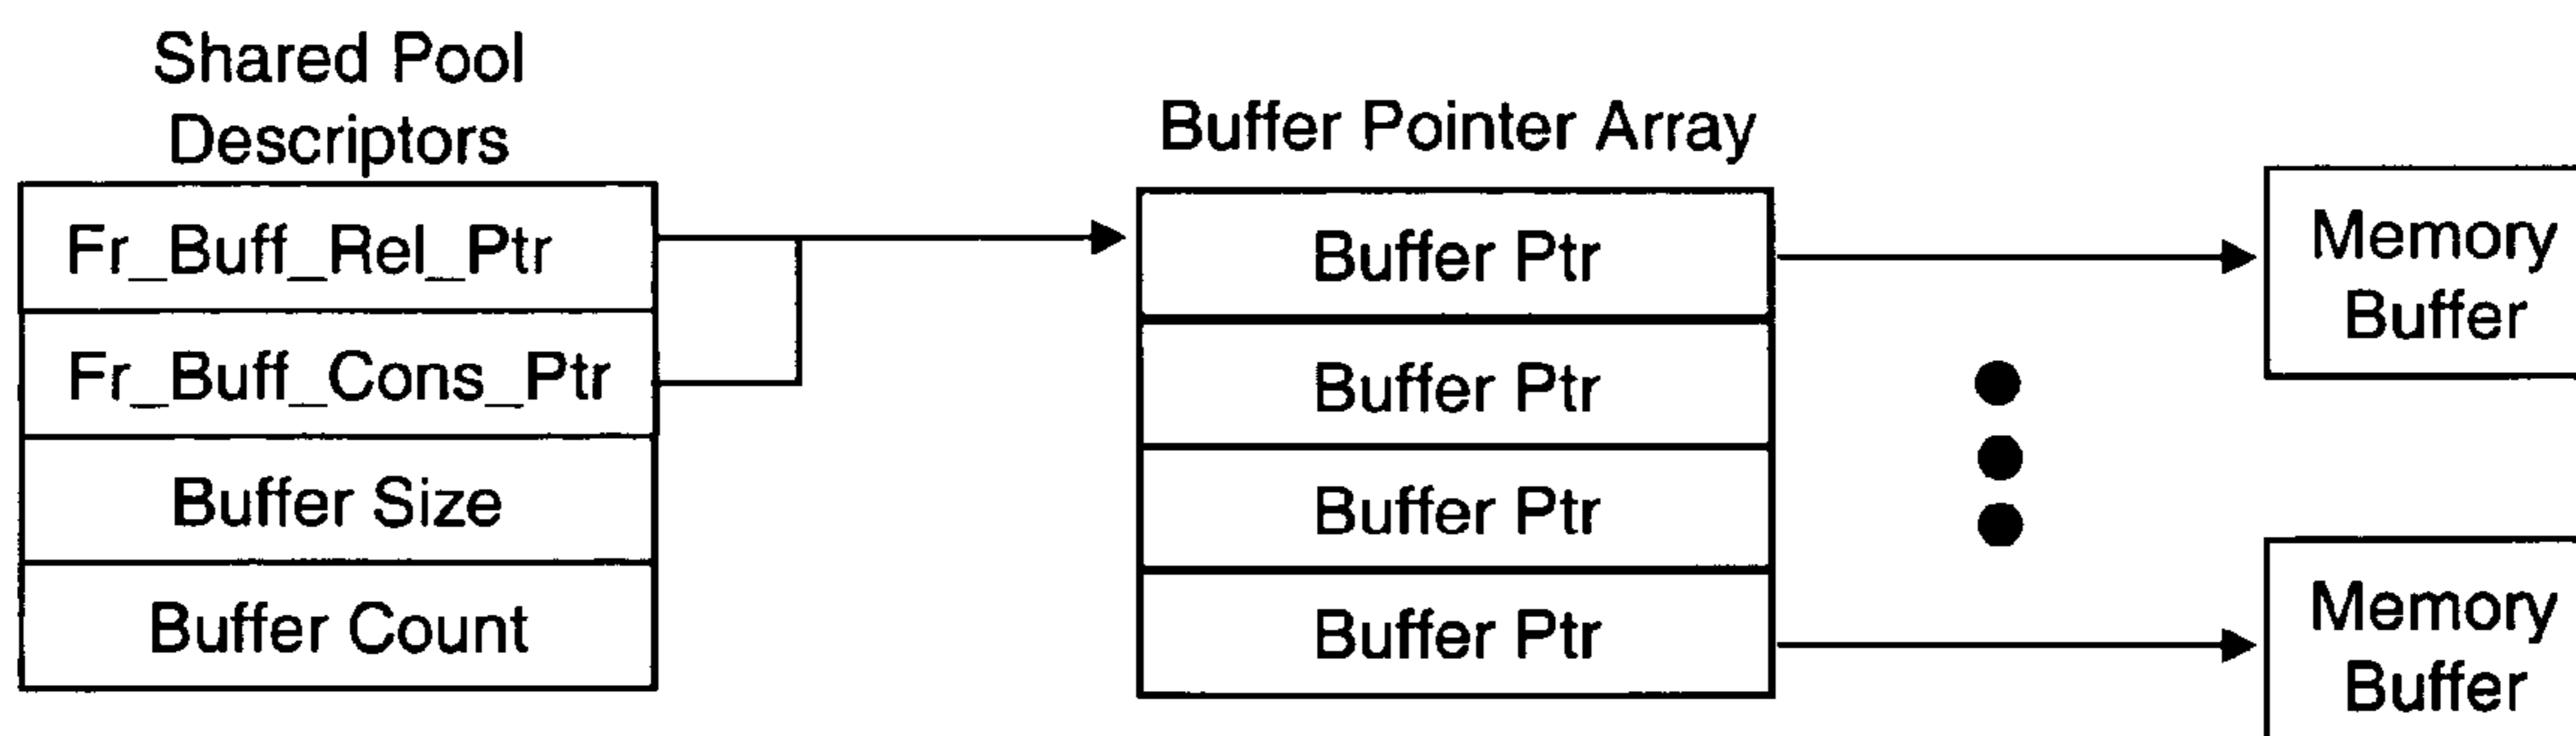 Shared Pool
Descriptors
Fr_Buff_Rel_Ptr
Fr_Buff_Cons_Ptr
Buffer Size
Buffer Count
Buffer Pointer Array
Buffer Ptr
Buffer Ptr
Buffer Ptr
Buffer Ptr
Memory
Buffer
Memory
Buffer